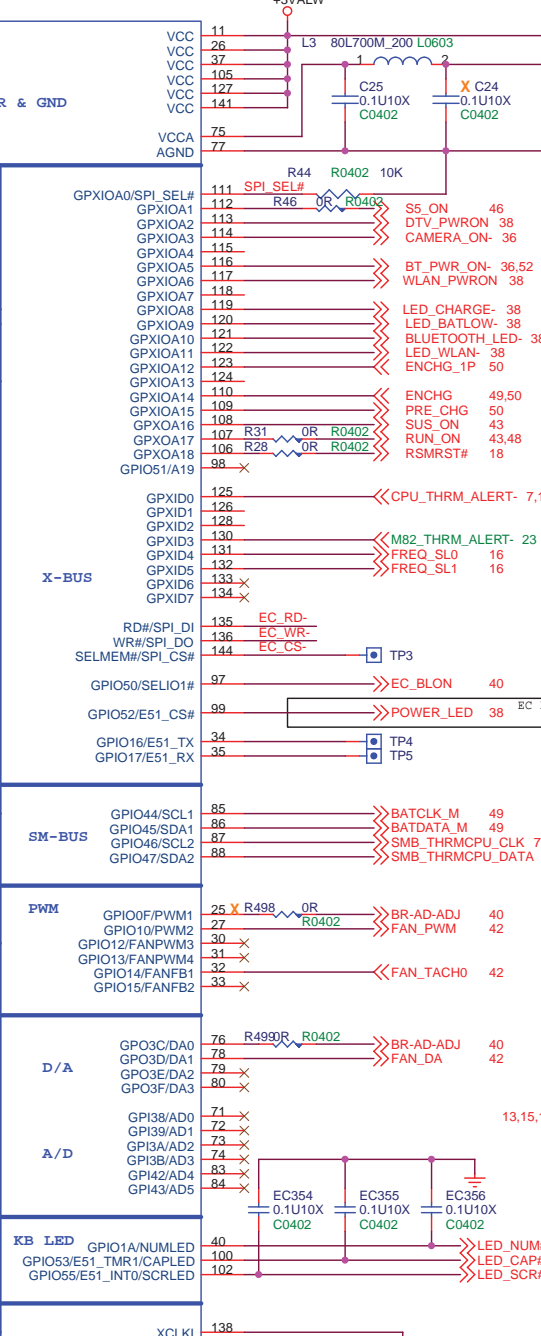 +3VALW
VCC 11
VCC 26
VCC 37
VCC 105
VCC 127
VCC 141
L3 80L700M_200 L0603
1 2
R & GND
C25 X C24
0.1U10X 0.1U10X
C0402 C0402
VCCA 75
AGND 77
R44 R0402 10K
GPXIOA0/SPI_SEL# 111 SPI_SEL#
GPXIOA1 112 R46 0R R0402 S5_ON 46
GPXIOA2 113 DTV_PWRON 38
GPXIOA3 114 CAMERA_ON- 36
GPXIOA4 115
GPXIOA5 116 BT_PWR_ON- 36,52
GPXIOA6 117 WLAN_PWRON 38
GPXIOA7 118
GPXIOA8 119 LED_CHARGE- 38
GPXIOA9 120 LED_BATLOW- 38
GPXIOA10 121 BLUETOOTH_LED- 38
GPXIOA11 122 LED_WLAN- 38
GPXIOA12 123 ENCHG_1P 50
GPXIOA13 124
GPXIOA14 110 ENCHG 49,50
GPXIOA15 109 PRE_CHG 50
GPXIOA16 108 SUS_ON 43
GPXOA17 107 R31 0R R0402 RUN_ON 43,48
GPXOA18 106 R28 0R R0402 RSMRST# 18
GPIO51/A19 98
GPXID0 125 CPU_THRM_ALERT- 7,1
GPXID1 126
GPXID2 128
GPXID3 130 M82_THRM_ALERT- 23
GPXID4 131 FREQ_SL0 16
GPXID5 132 FREQ_SL1 16
X-BUS
GPXID6 133
GPXID7 134
RD#/SPI_DI 135 EC_RD-
WR#/SPI_DO 136 EC_WR-
SELMEM#/SPI_CS# 144 EC_CS- TP3
GPIO50/SELIO1# 97 EC_BLON 40
GPIO52/E51_CS# 99 POWER_LED 38 EC
GPIO16/E51_TX 34 TP4
GPIO17/E51_RX 35 TP5
SM-BUS
GPIO44/SCL1 85 BATCLK_M 49
GPIO45/SDA1 86 BATDATA_M 49
GPIO46/SCL2 87 SMB_THRMCPU_CLK 7
GPIO47/SDA2 88 SMB_THRMCPU_DATA
PWM
GPIO0F/PWM1 25 X R498 0R R0402 BR-AD-ADJ 40
GPIO10/PWM2 27 FAN_PWM 42
GPIO12/FANPWM3 30
GPIO13/FANPWM4 31
GPIO14/FANFB1 32 FAN_TACH0 42
GPIO15/FANFB2 33
D/A
GPO3C/DA0 76 R499 0R R0402 BR-AD-ADJ 40
GPO3D/DA1 78 FAN_DA 42
GPO3E/DA2 79
GPO3F/DA3 80
A/D
GPI38/AD0 71 13,15,1
GPI39/AD1 72
GPI3A/AD2 73
GPI3B/AD3 74
GPI42/AD4 83
GPI43/AD5 84
EC354 EC355 EC356
0.1U10X 0.1U10X 0.1U10X
C0402 C0402 C0402
KB LED
GPIO1A/NUMLED 40 LED_NUM#
GPIO53/E51_TMR1/CAPLED 100 LED_CAP#
GPIO55/E51_INT0/SCRLED 102 LED_SCR#
XCLKI 138